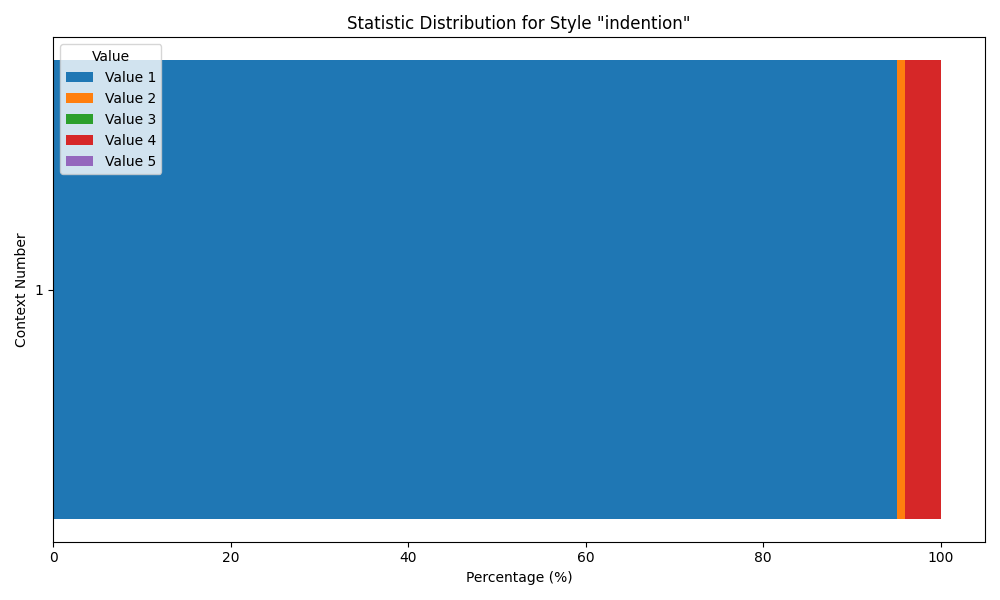 Statistic Distribution for Style "indention"
Value
Value 1
Value 2
Value 3
Value 4
Value 5
Context Number
1
0 20 40 60 80 100
Percentage (%)